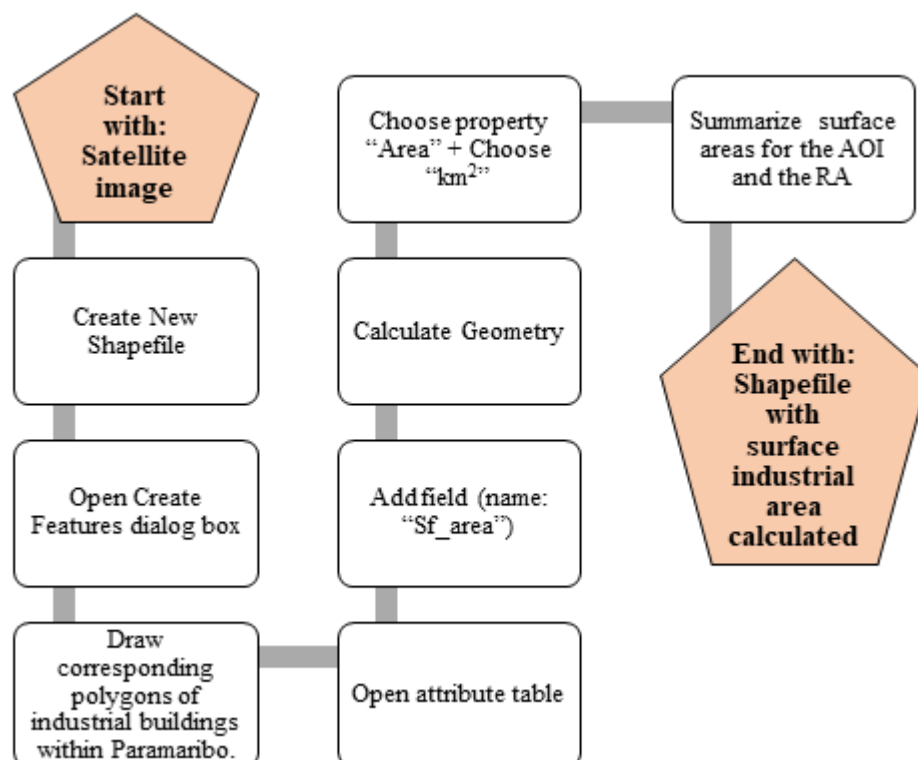 Start
with:
Satellite
image
Create New
Shapefile
Open Create
Features dialog box
Draw
corresponding
polygons of
industrial buildings
within Paramaribo.
Open attribute table
Add field (name:
“Sf_area”)
Calculate Geometry
Choose property
“Area” + Choose
“km²”
Summarize surface
areas for the AOI
and the RA
End with:
Shapefile
with
surface
industrial
area
calculated